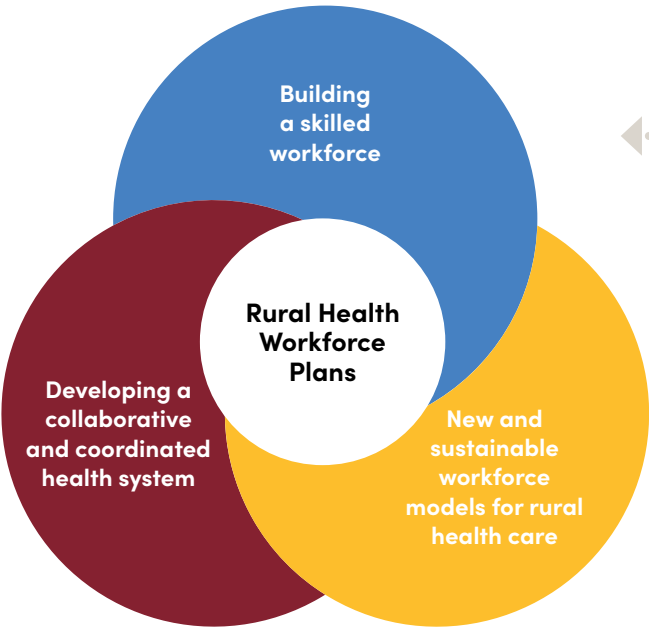 Building
a skilled
workforce
Rural Health
Workforce
Plans
Developing a
collaborative
and coordinated
health system
New and
sustainable
workforce
models for rural
health care